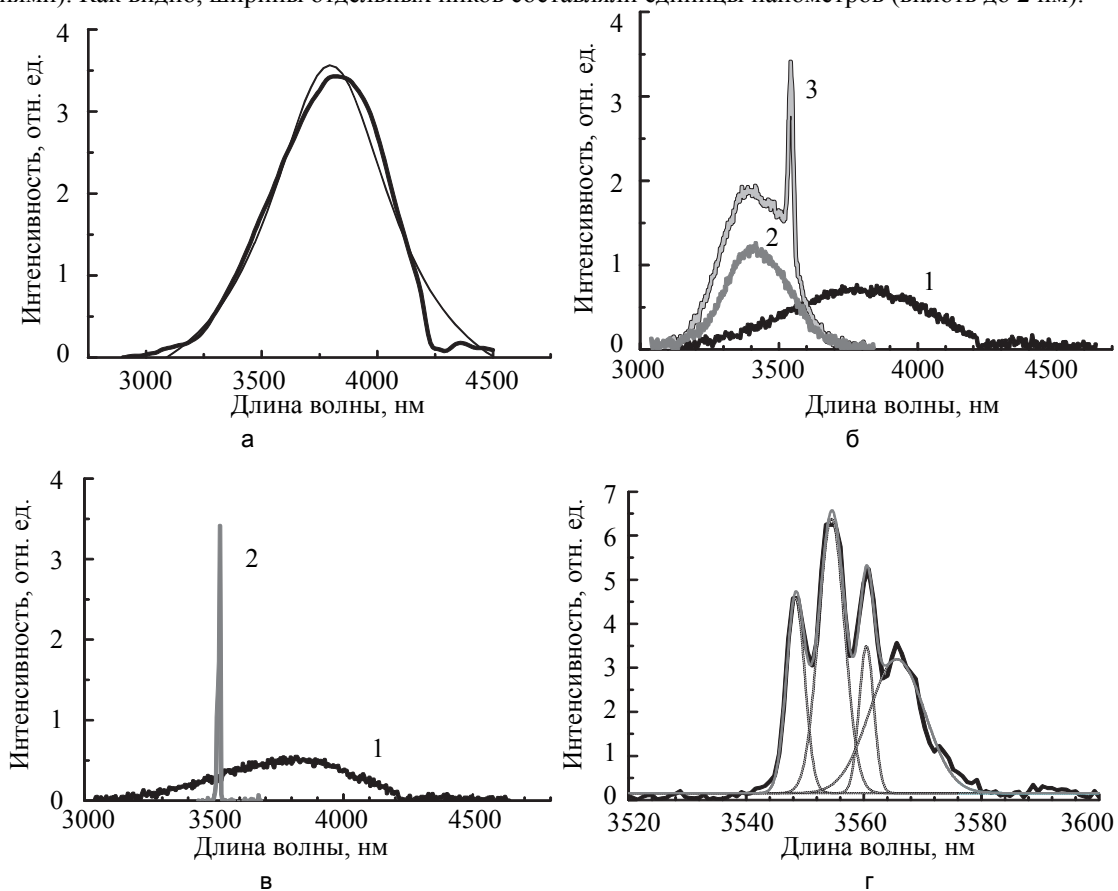 ниями). Как видно, ширины отдельных пиков составляли единицы нанометров (вплоть до 2 нм).
Интенсивность, отн. ед.
4
3
2
1
0
3000 3500 4000 4500
Длина волны, нм
а
Интенсивность, отн. ед.
4
3
2
1
0
3
2
1
3000 3500 4000 4500
Длина волны, нм
б
Интенсивность, отн. ед.
4
3
2
1
0
2
1
3000 3500 4000 4500
Длина волны, нм
в
Интенсивность, отн. ед.
7
6
5
4
3
2
1
0
3520 3540 3560 3580 3600
Длина волны, нм
г